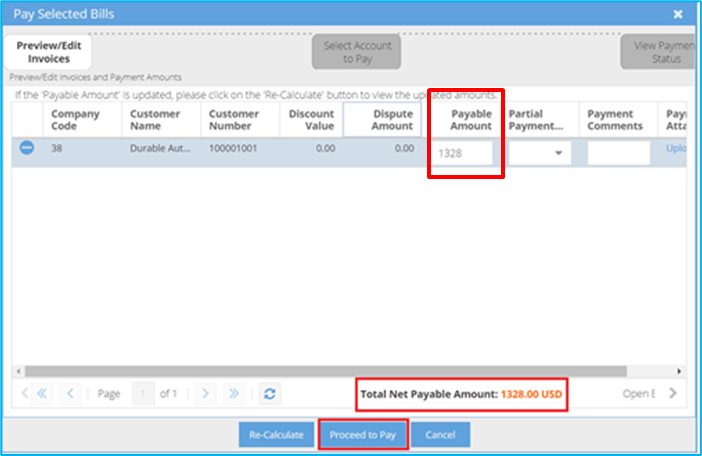 Pay Selected Bills
Preview/Edit
Invoices
Select Account
to Pay
View Paymen
Status
Preview/Edit invoices and Payment Amounts
If the 'Payable Amount' is updated, please click on the 'Re-Calculate' button to view the updated amounts.
Company Code Customer Name Customer Number Discount Value Dispute Amount Payable Amount Partial Payment... Payment Comments Payı Atta
38 Durable Aut... 100001001 0.00 0.00 1328 Uplo
Page 1 of 1 Total Net Payable Amount: 1328.00 USD Open E
Re-Calculate Proceed to Pay Cancel